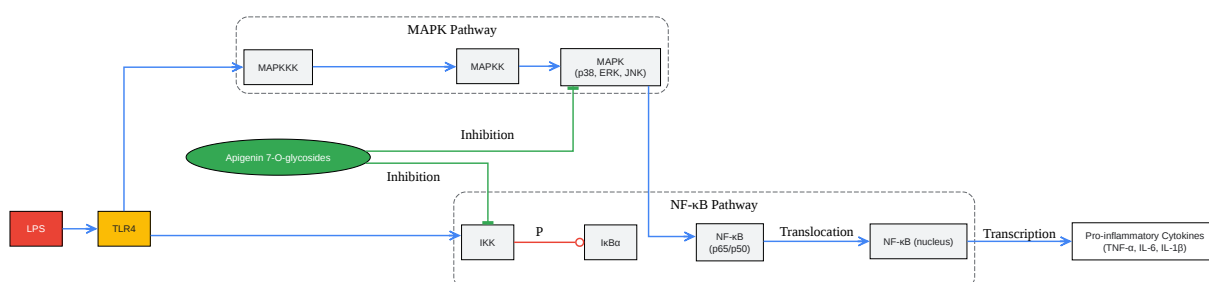 MAPK Pathway
MAPKKK
MAPKK
MAPK
(p38, ERK, JNK)
Inhibition
Apigenin 7-O-glycosides
Inhibition
NF-κB Pathway
LPS
TLR4
IKK
P
IκBα
NF-κB
(p65/p50)
Translocation
NF-κB (nucleus)
Transcription
Pro-inflammatory Cytokines
(TNF-α, IL-6, IL-1β)